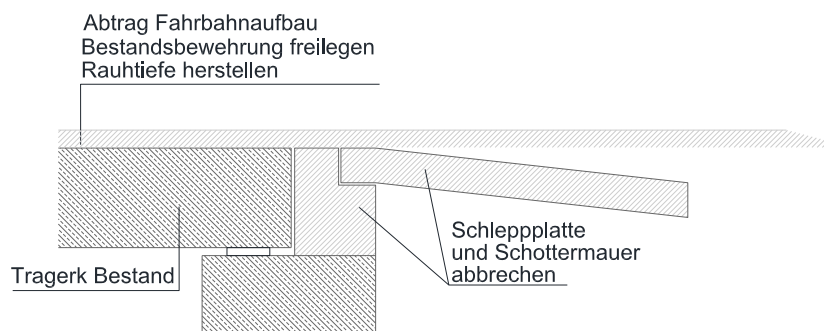 Abtrag Fahrbahnaufbau
Bestandsbewehrung freilegen
Rauhtiefe herstellen
Schleppplatte
und Schottermauer
abbrechen
Tragerk Bestand